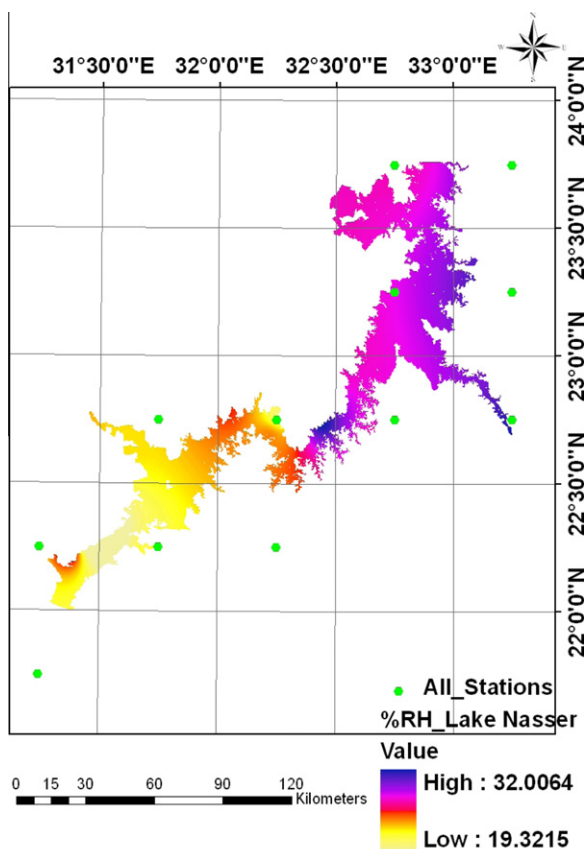 N
W E
S
31°30'0"E 32°0'0"E 32°30'0"E 33°0'0"E
24°0'0"N
23°30'0"N
23°0'0"N
22°30'0"N
22°0'0"N
All_Stations
%RH_Lake Nasser
Value
High : 32.0064
Low : 19.3215
0 15 30 60 90 120
Kilometers